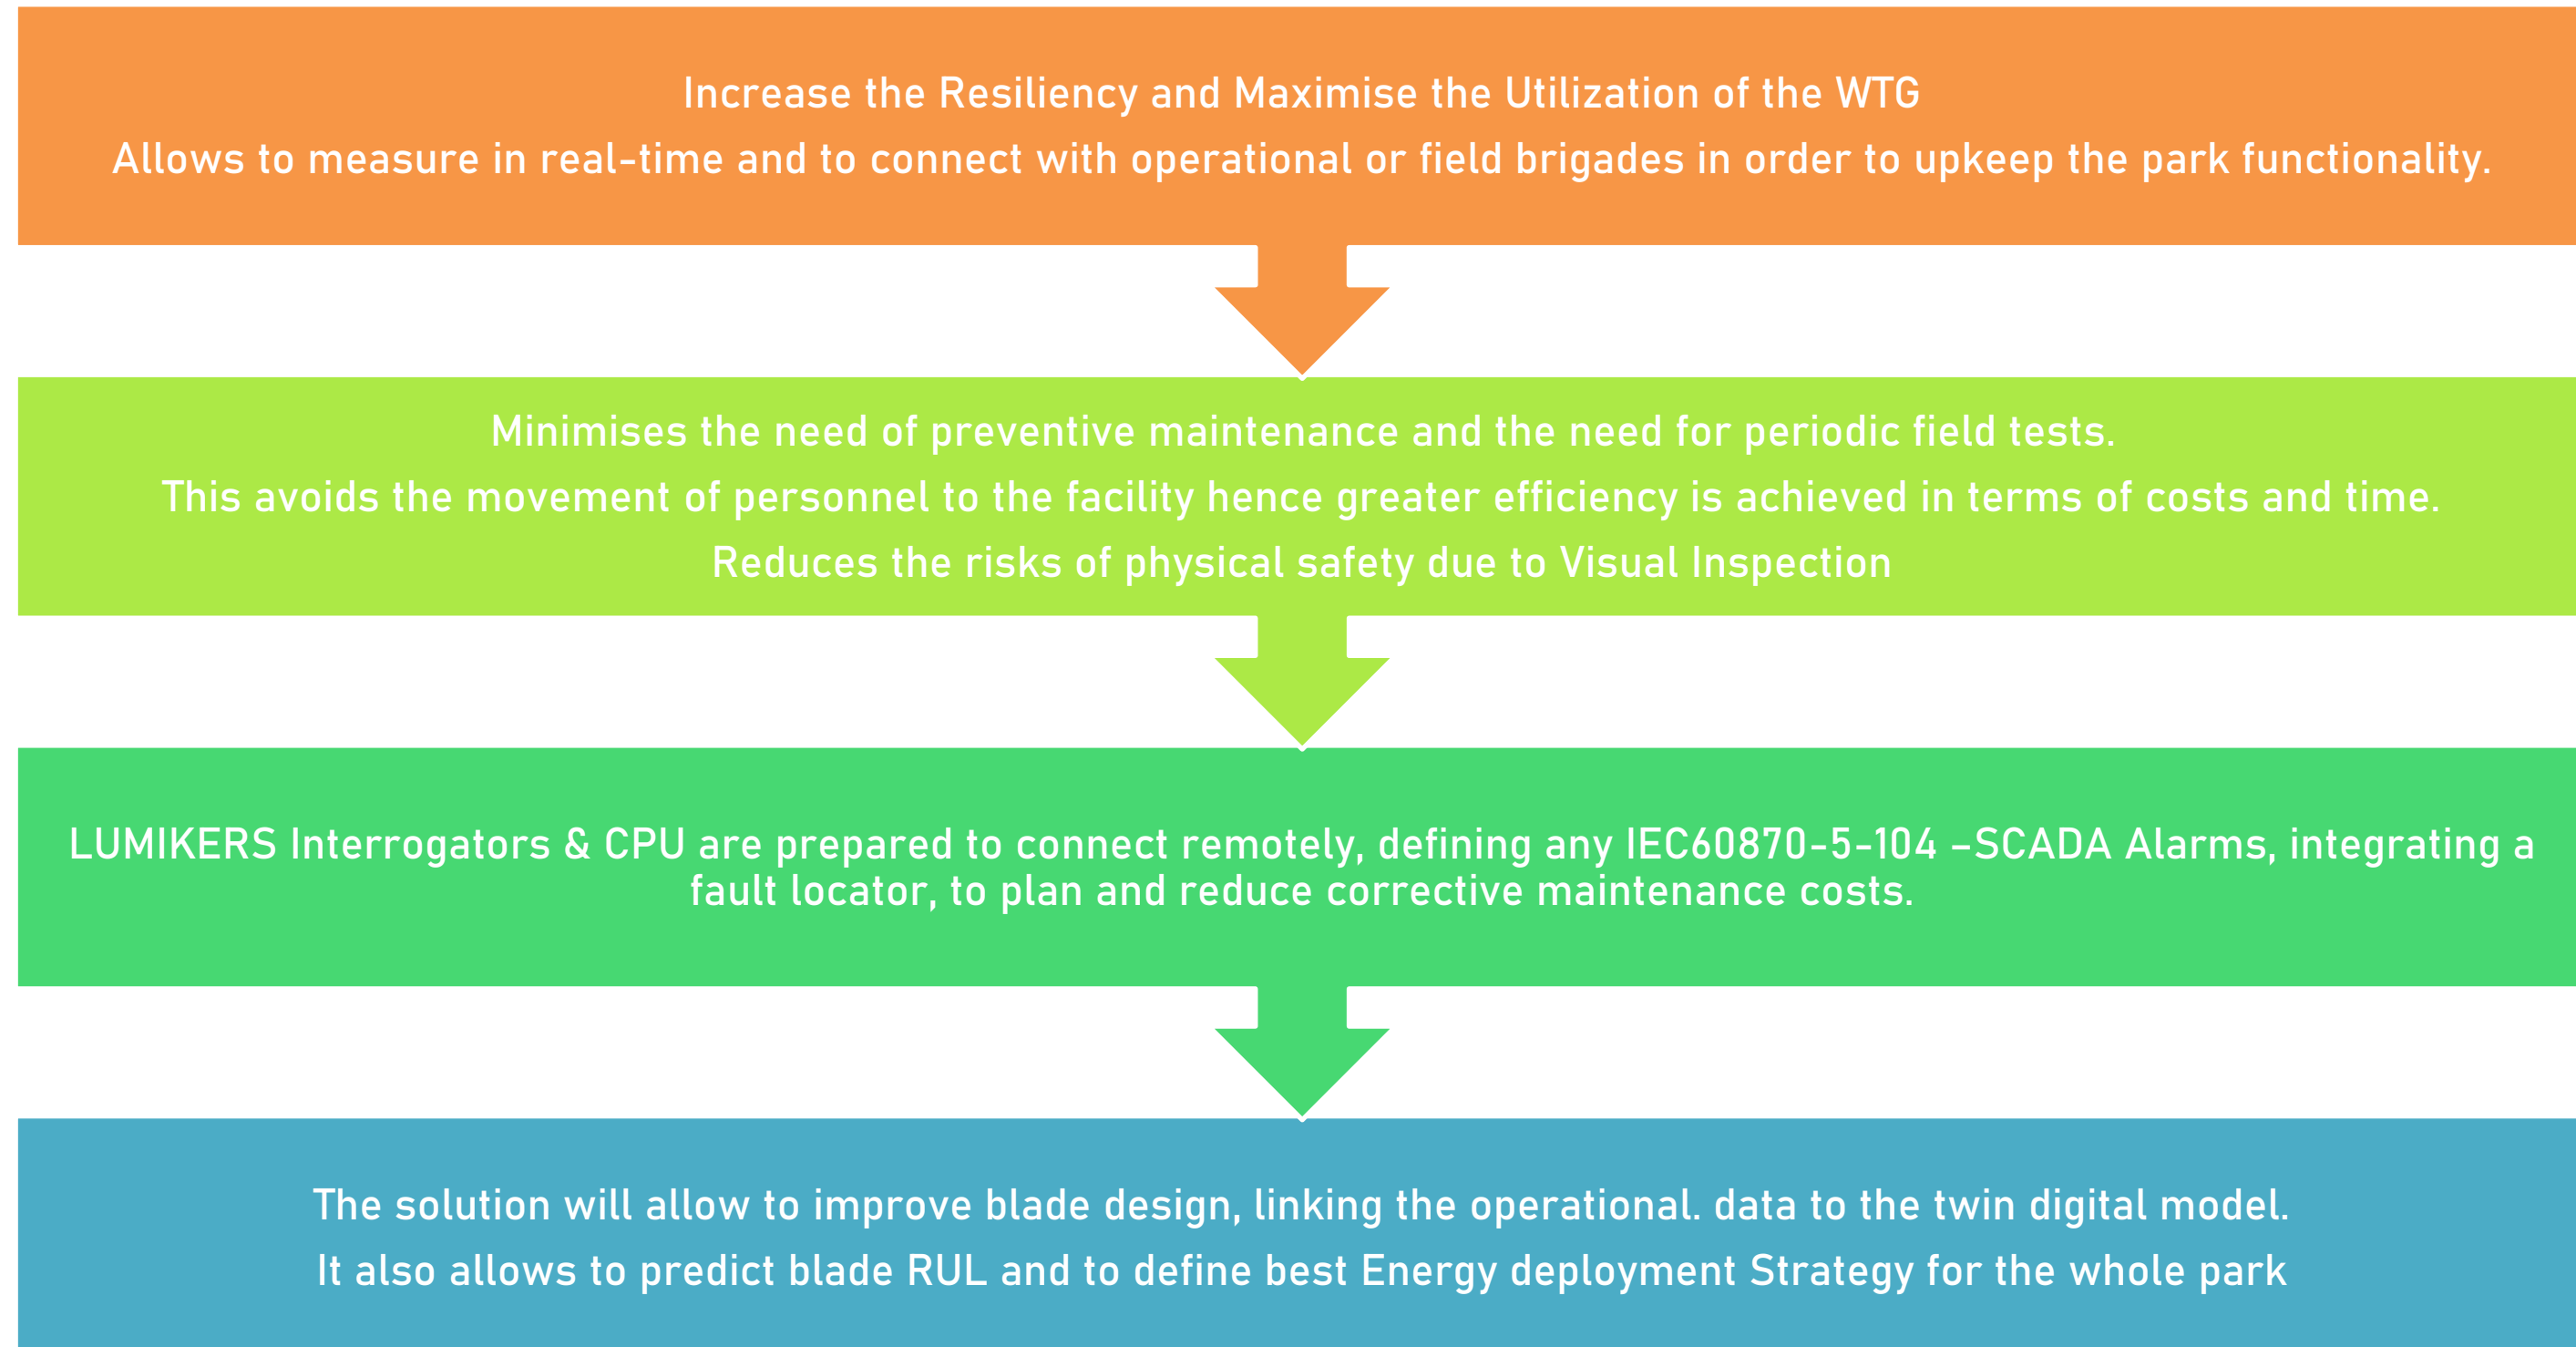 Increase the Resiliency and Maximise the Utilization of the WTG
Allows to measure in real-time and to connect with operational or field brigades in order to upkeep the park functionality.
Minimises the need of preventive maintenance and the need for periodic field tests.
This avoids the movement of personnel to the facility hence greater efficiency is achieved in terms of costs and time.
Reduces the risks of physical safety due to Visual Inspection
LUMIKERS Interrogators & CPU are prepared to connect remotely, defining any IEC60870-5-104 –SCADA Alarms, integrating a
fault locator, to plan and reduce corrective maintenance costs.
The solution will allow to improve blade design, linking the operational. data to the twin digital model.
It also allows to predict blade RUL and to define best Energy deployment Strategy for the whole park